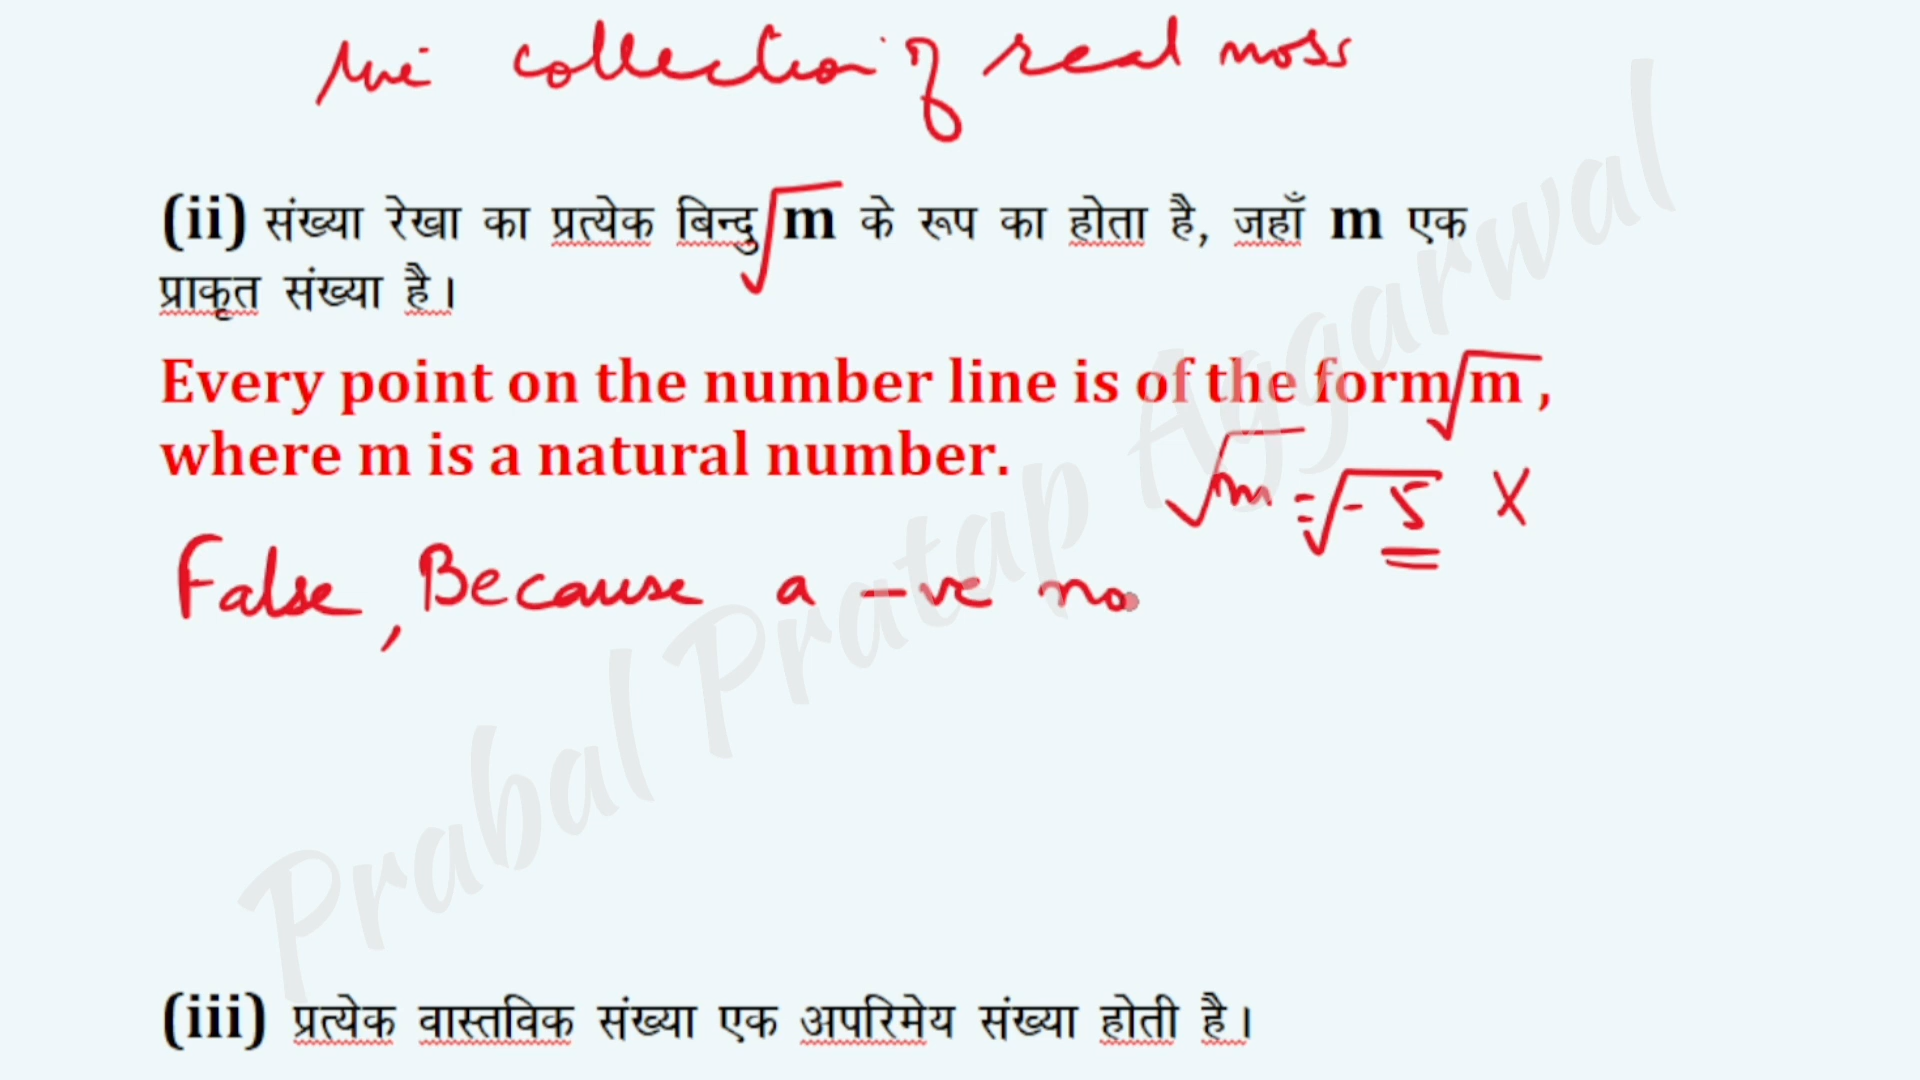 collection of real nos
(ii) संख्या रेखा का प्रत्येक बिन्दु √m के रूप का होता है, जहाँ m एक
प्राकृत संख्या है।
Every point on the number line is of the form √m,
where m is a natural number.
√m = √-5 X
False, Because a -ve no
(iii) प्रत्येक वास्तविक संख्या एक अपरिमेय संख्या होती है।
Prabal Pratap Aggarwal